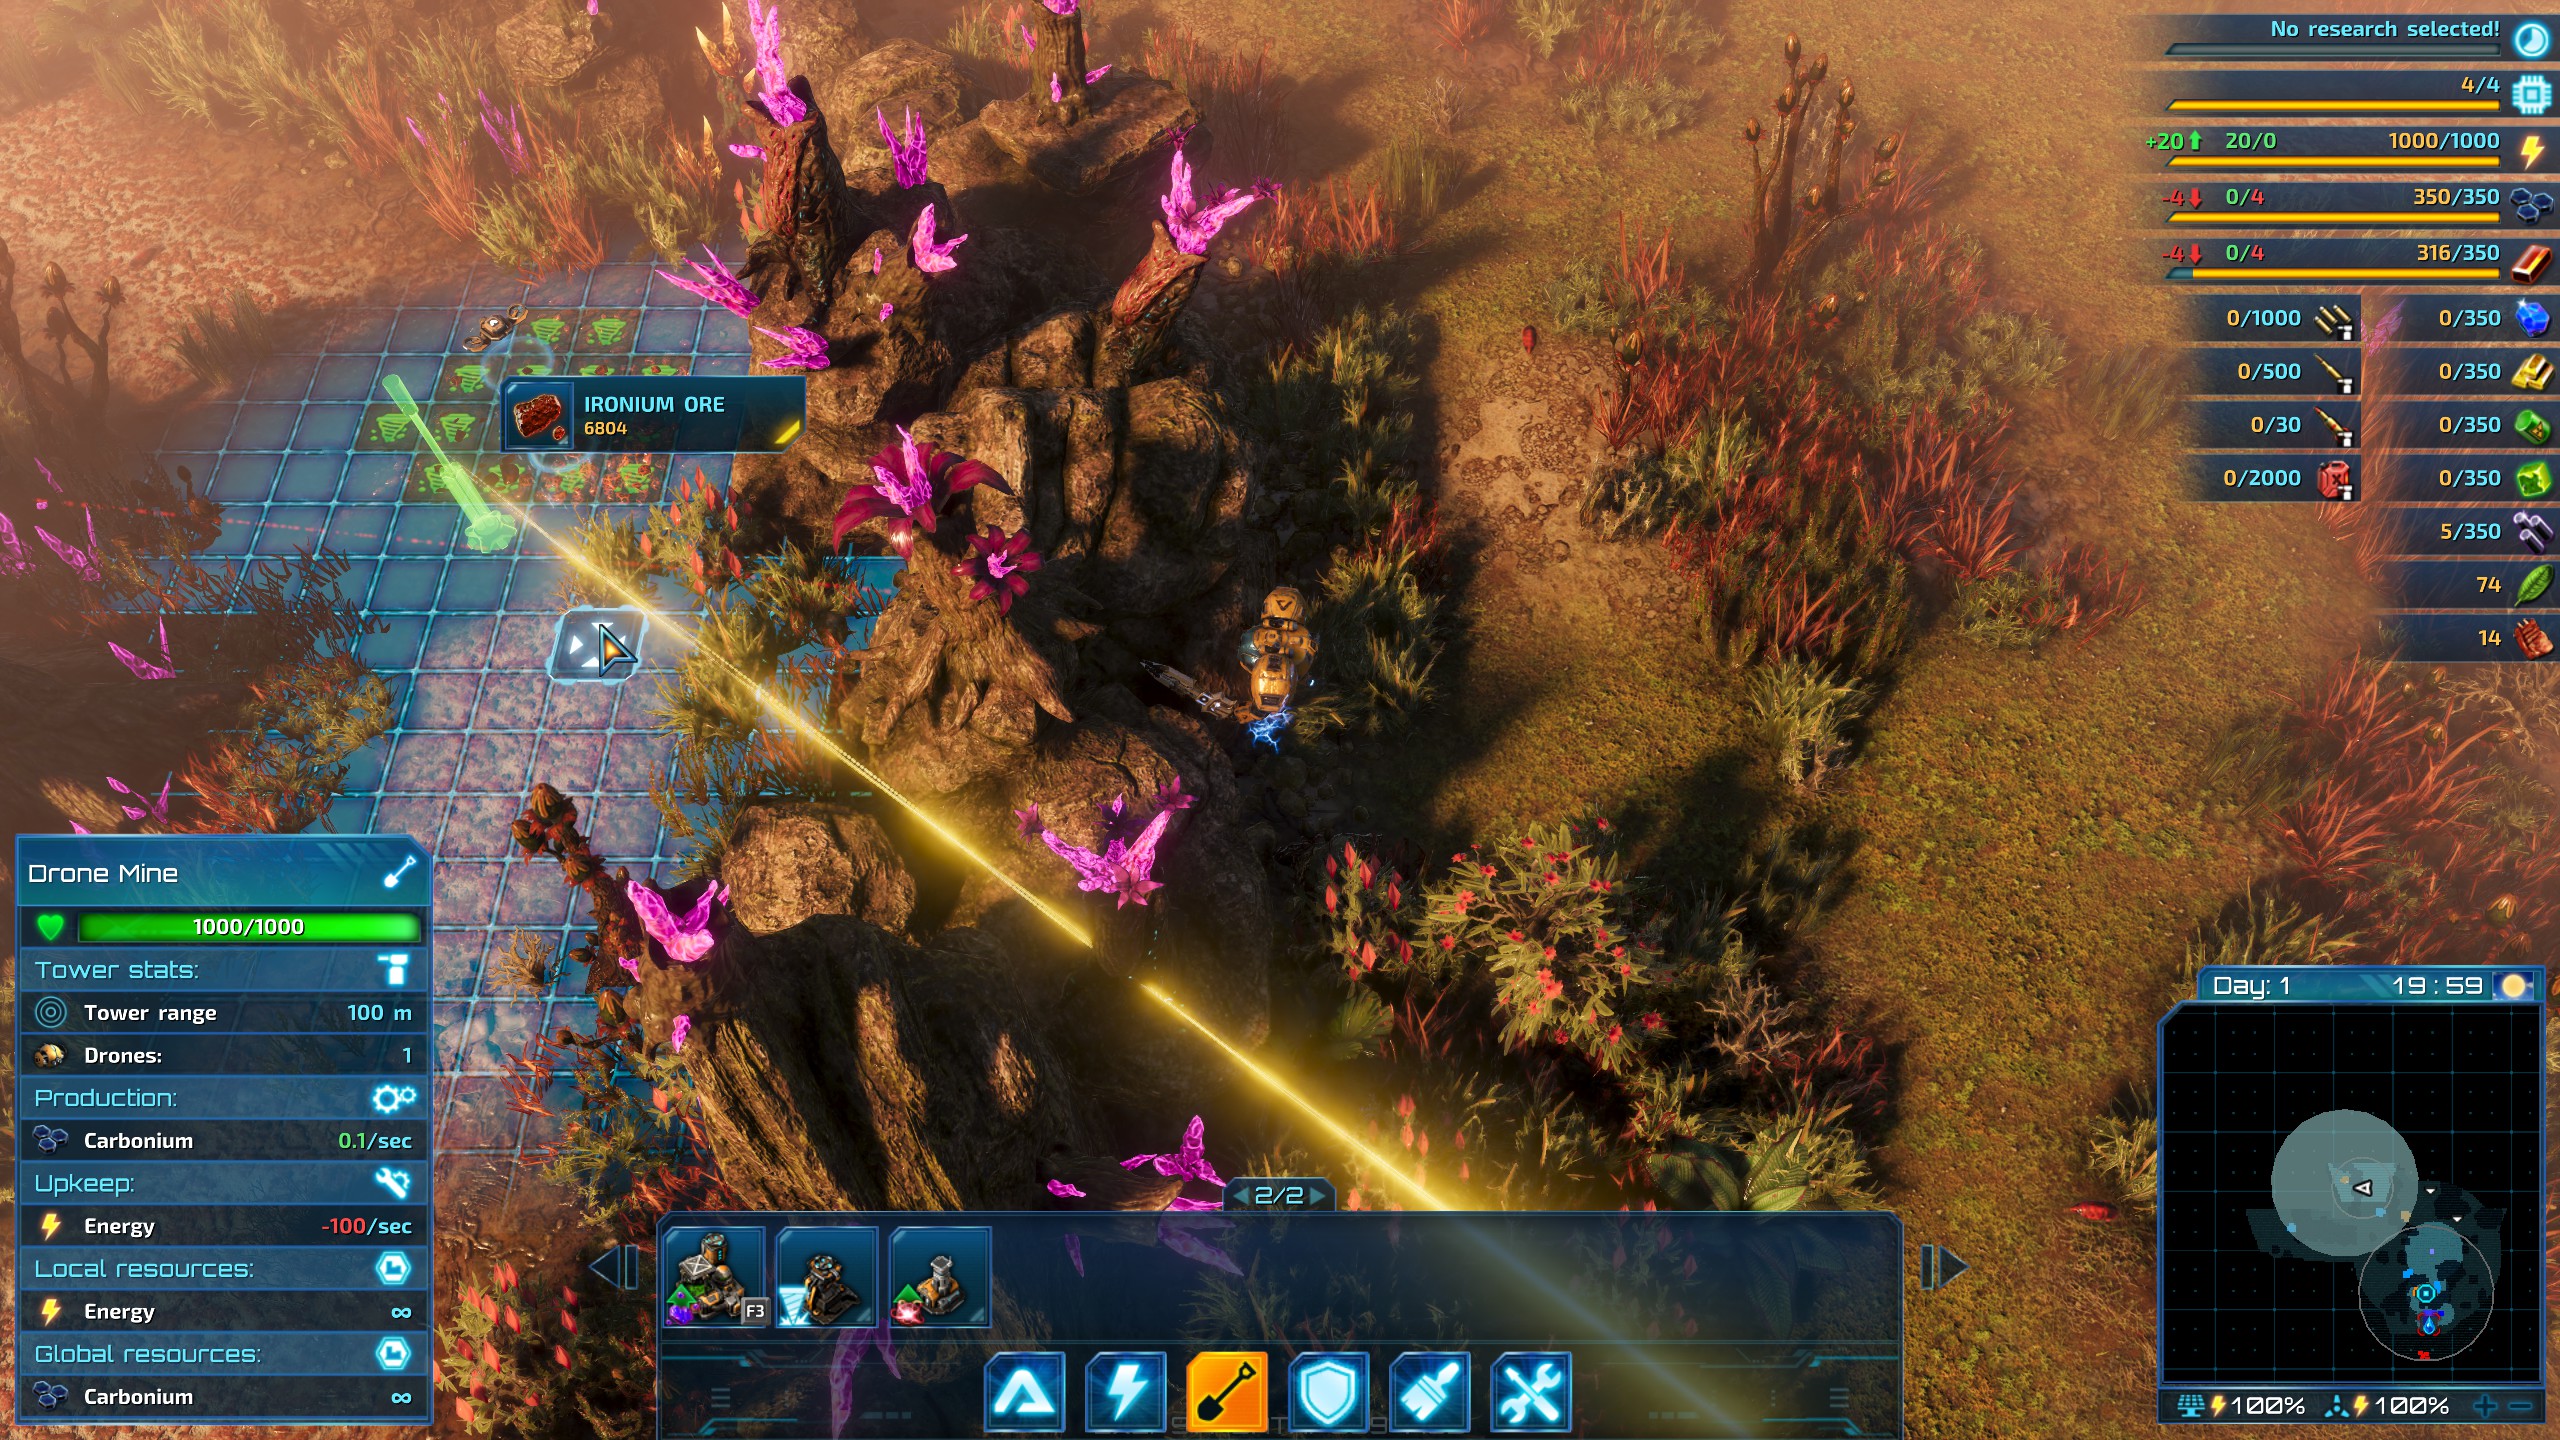 No research selected!
4/4
+20 20/0 1000/1000
-4 0/4 350/350
-4 0/4 316/350
0/1000 0/350
0/500 0/350
0/30 0/350
0/2000 0/350
5/350
74
14
IRONIUM ORE
6804
Drone Mine
1000/1000
Tower stats:
Tower range 100 m
Drones: 1
Production:
Carbonium 0.1/sec
Upkeep:
Energy -100/sec
Local resources:
Energy ∞
Global resources:
Carbonium ∞
2/2
F3
Day: 1 19:59
100% 100%